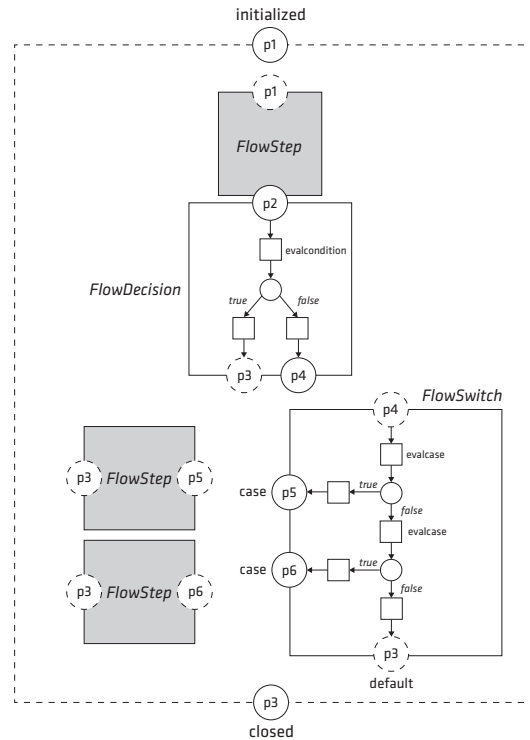 initialized
p1
p1
FlowStep
p2
evalcondition
FlowDecision
true
false
p3
p4
FlowSwitch
p4
evalcase
case
p5
true
false
evalcase
case
p6
true
false
p3
default
p3
FlowStep
p5
p3
FlowStep
p6
p3
closed